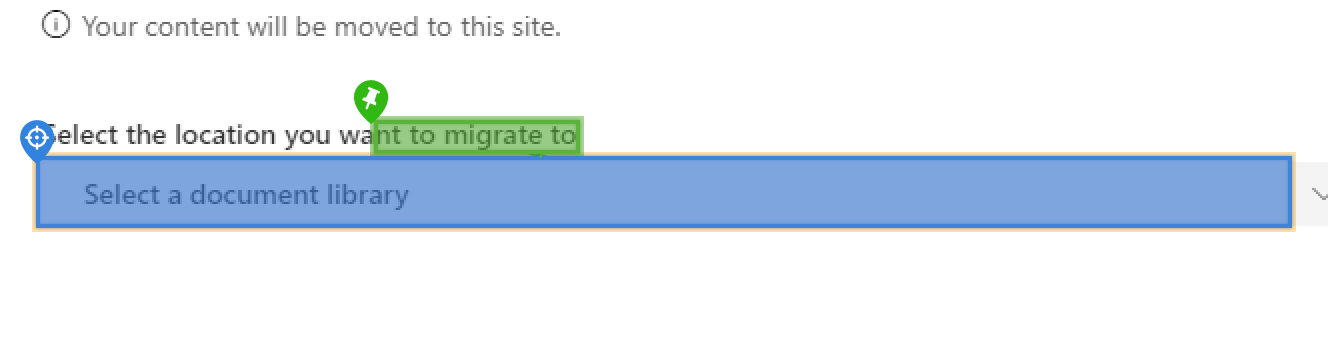 Your content will be moved to this site.
Select the location you want to migrate to
Select a document library